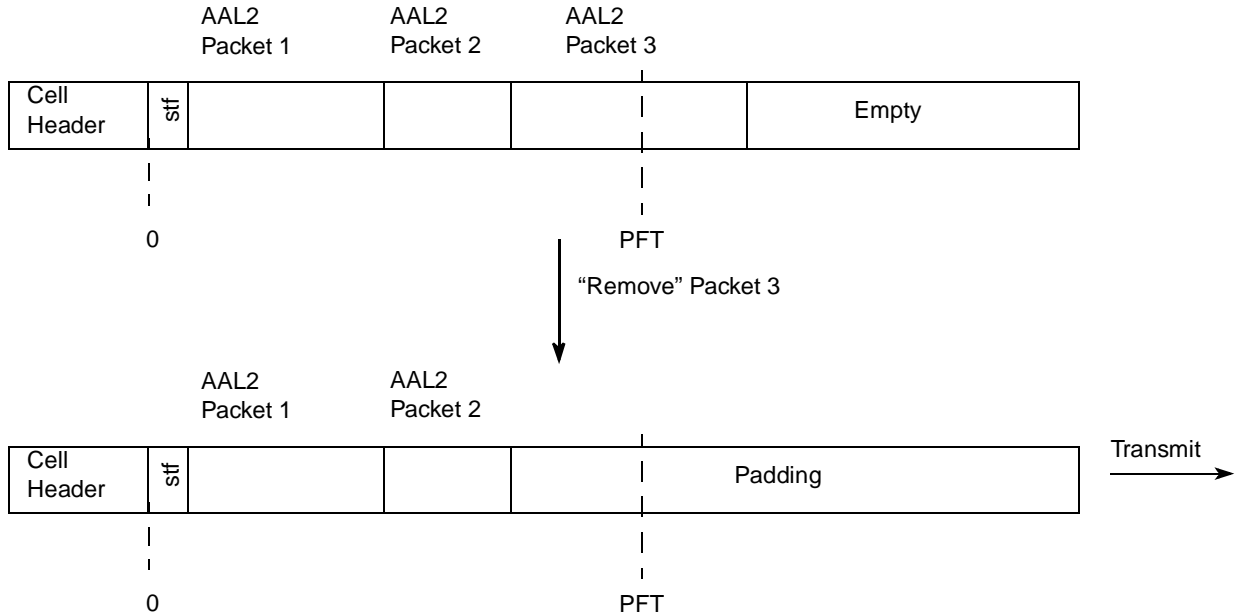 AAL2
Packet 1
AAL2
Packet 2
AAL2
Packet 3
Cell
Header
stf
Empty
0
PFT
“Remove” Packet 3
AAL2
Packet 1
AAL2
Packet 2
Cell
Header
stf
Padding
Transmit
0
PFT